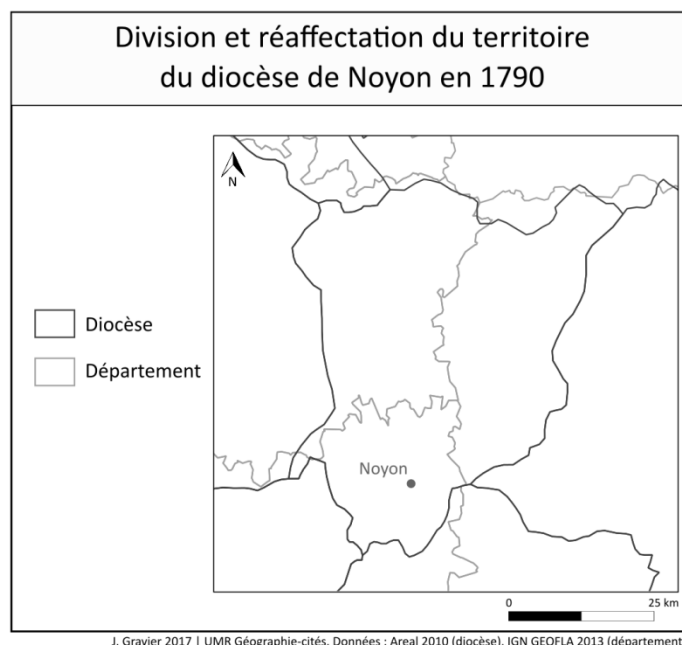 Division et réaffectation du territoire
du diocèse de Noyon en 1790
N
Diocèse
Département
Noyon
0 25 km
J. Gravier 2017 | UMR Géographie-cités. Données : Areal 2010 (diocèse), IGN GEOFLA 2013 (département